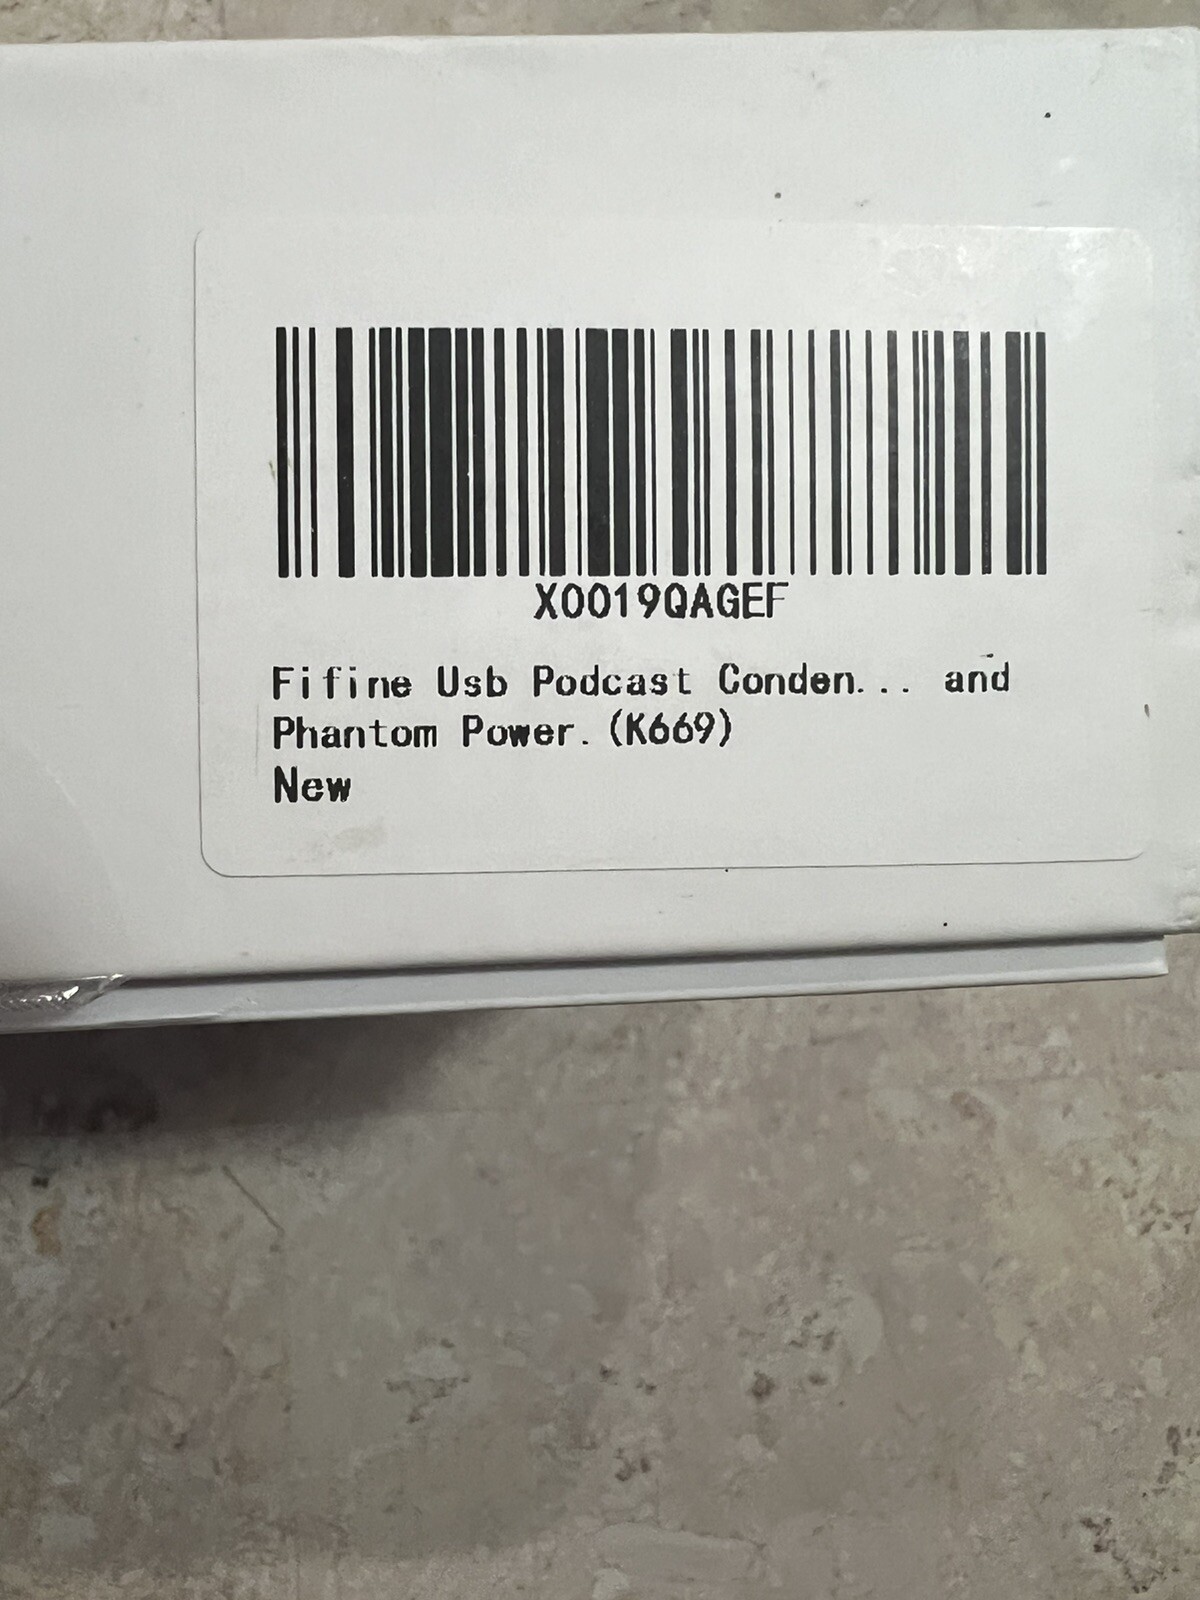 X0019QAGEF
Fifine Usb Podcast Conden... and
Phantom Power.(K669)
New